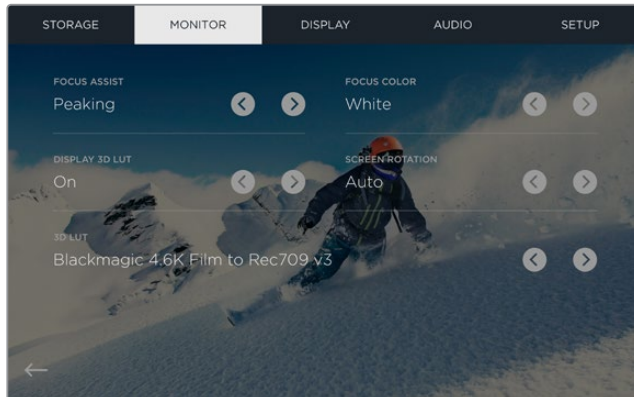 STORAGE MONITOR DISPLAY AUDIO SETUP
FOCUS ASSIST FOCUS COLOR
Peaking White
DISPLAY 3D LUT SCREEN ROTATION
On Auto
3D LUT
Blackmagic 4.6K Film to Rec709 v3